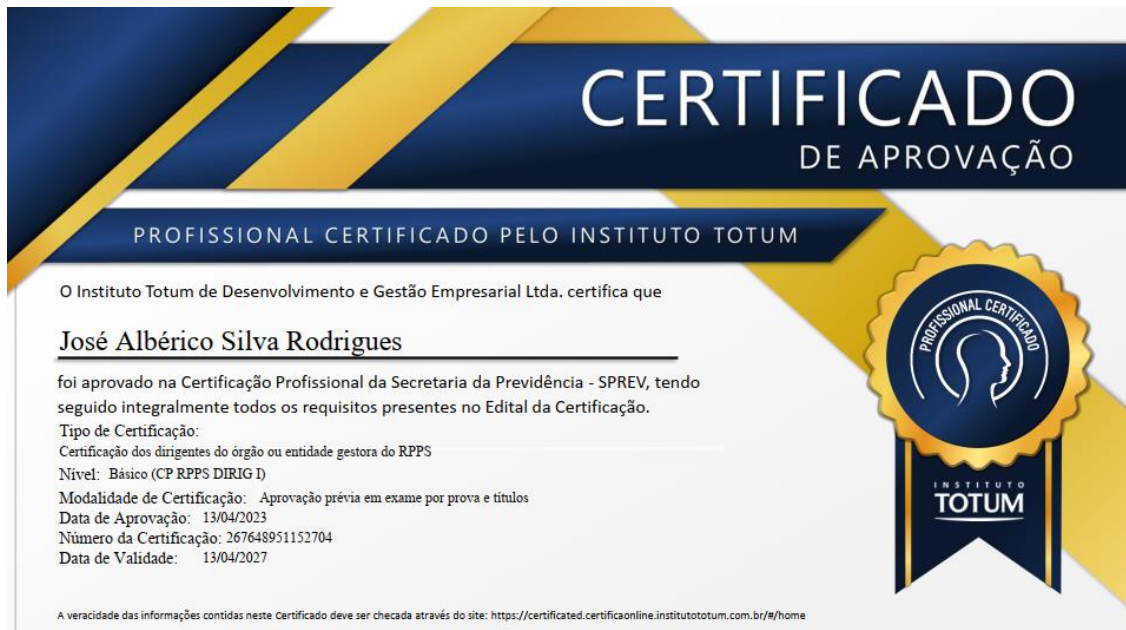 CERTIFICADO
DE APROVAÇÃO
PROFISSIONAL CERTIFICADO PELO INSTITUTO TOTUM
O Instituto Totum de Desenvolvimento e Gestão Empresarial Ltda. certifica que
José Albérico Silva Rodrigues
foi aprovado na Certificação Profissional da Secretaria da Previdência - SPREV, tendo
seguido integralmente todos os requisitos presentes no Edital da Certificação.
Tipo de Certificação:
Certificação dos dirigentes do órgão ou entidade gestora do RPPS
Nível: Básico (CP RPPS DIRIG I)
Modalidade de Certificação: Aprovação prévia em exame por prova e títulos
Data de Aprovação: 13/04/2023
Número da Certificação: 267648951152704
Data de Validade: 13/04/2027
PROFISSIONAL CERTIFICADO
INSTITUTO
TOTUM
A veracidade das informações contidas neste Certificado deve ser checada através do site: https://certificated.certificaonline.institutototum.com.br/#/home